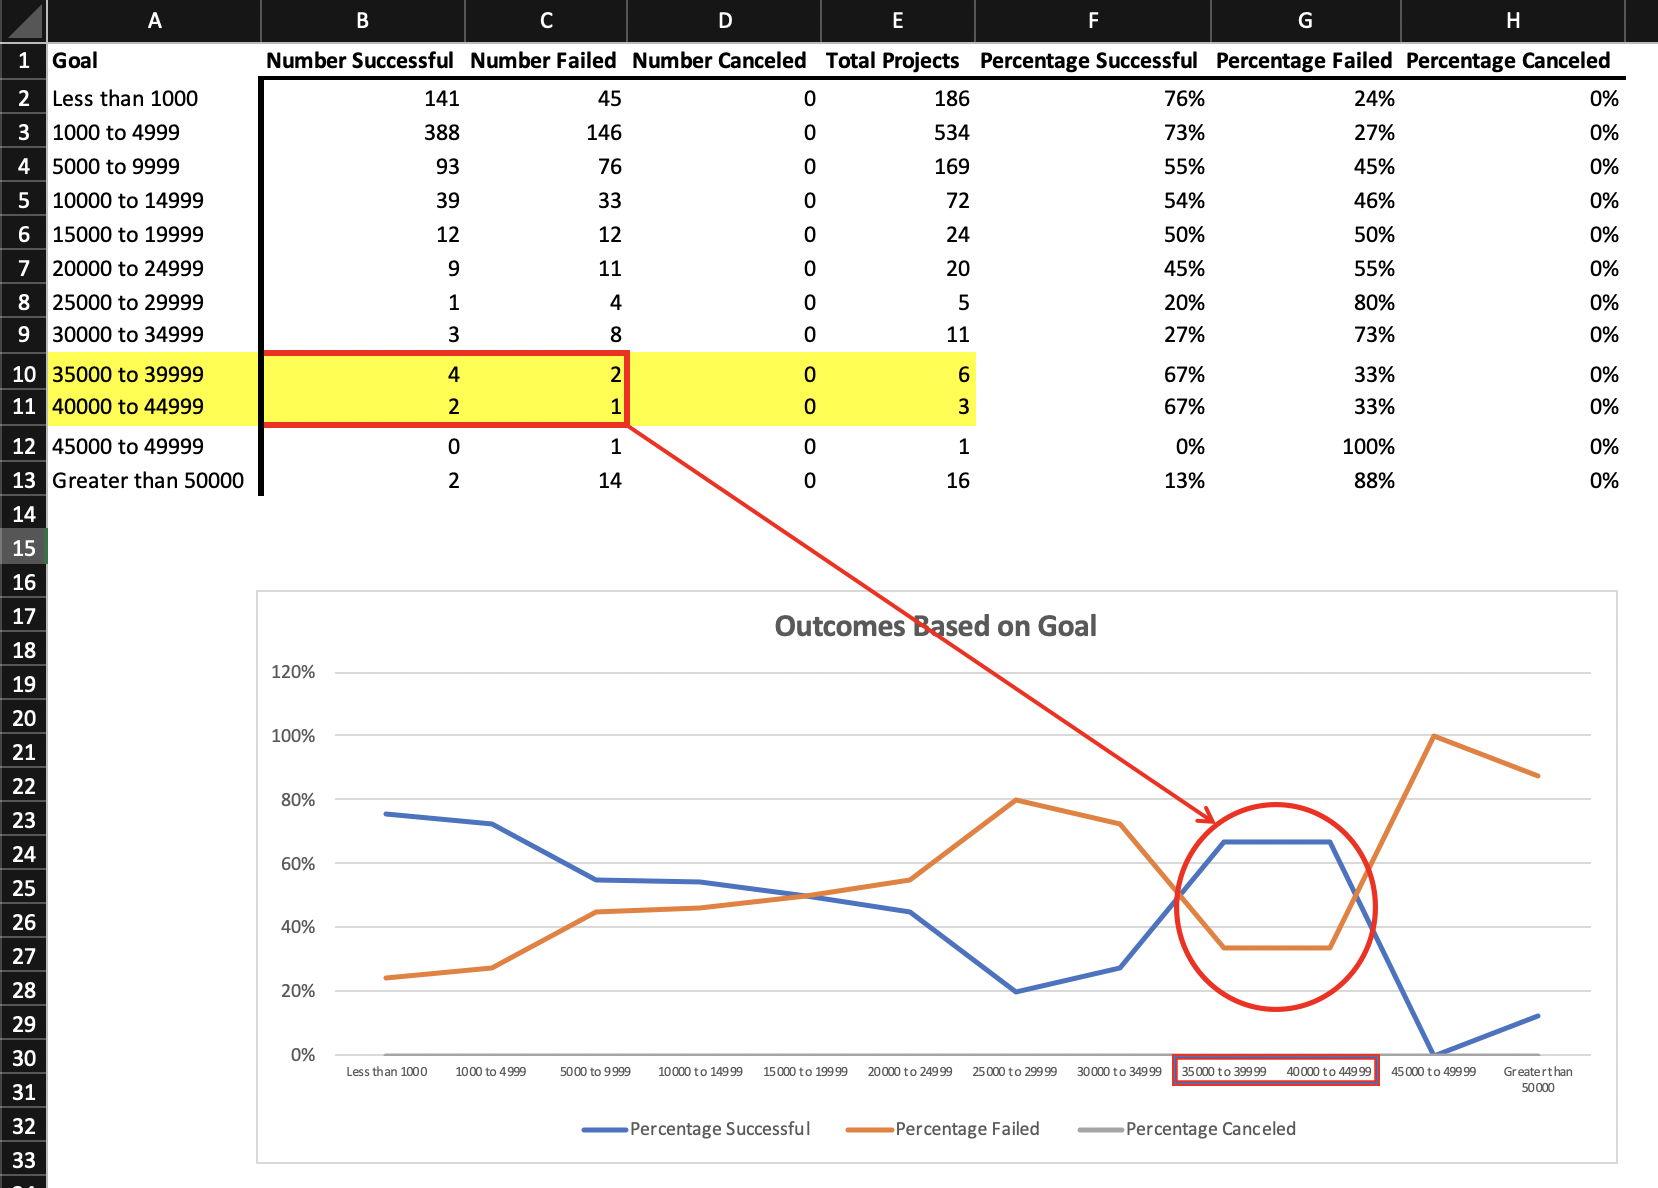 A B C D E F G H
1 Goal Number Successful Number Failed Number Canceled Total Projects Percentage Successful Percentage Failed Percentage Canceled
2 Less than 1000 141 45 0 186 76% 24% 0%
3 1000 to 4999 388 146 0 534 73% 27% 0%
4 5000 to 9999 93 76 0 169 55% 45% 0%
5 10000 to 14999 39 33 0 72 54% 46% 0%
6 15000 to 19999 12 12 0 24 50% 50% 0%
7 20000 to 24999 9 11 0 20 45% 55% 0%
8 25000 to 29999 1 4 0 5 20% 80% 0%
9 30000 to 34999 3 8 0 11 27% 73% 0%
10 35000 to 39999 4 2 0 6 67% 33% 0%
11 40000 to 44999 2 1 0 3 67% 33% 0%
12 45000 to 49999 0 1 0 1 0% 100% 0%
13 Greater than 50000 2 14 0 16 13% 88% 0%
14
15
16
17
18
19
20
21
22
23
24
25
26
27
28
29
30
31
32
33
Outcomes Based on Goal
120%
100%
80%
60%
40%
20%
0%
Less than 1000 1000 to 4999 5000 to 9999 10000 to 14999 15000 to 19999 20000 to 24999 25000 to 29999 30000 to 34999 35000 to 39999 40000 to 44999 45000 to 49999 Greater than
50000
Percentage Successful Percentage Failed Percentage Canceled